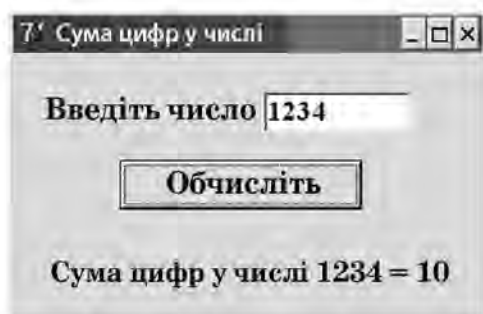 7' Сума цифр у числі
Введіть число 1234
Обчисліть
Сума цифр у числі 1234 = 10